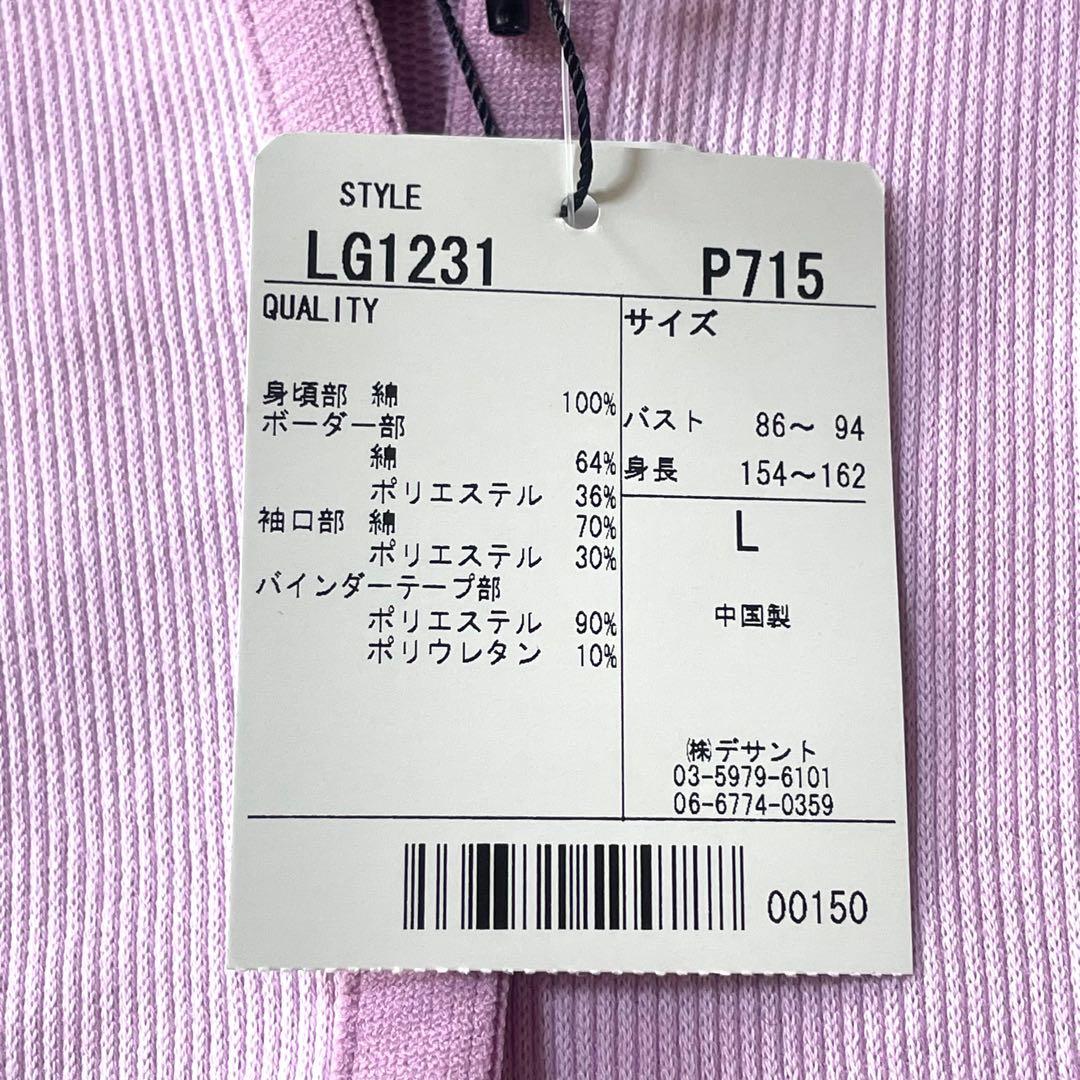 STYLE
LG1231 P715
QUALITY
身頃部 綿 100%
ボーダー部
綿 64%
ポリエステル 36%
袖口部 綿 70%
ポリエステル 30%
バインダーテープ部
ポリエステル 90%
ポリウレタン 10%
サイズ
バスト 86〜 94
身長 154〜162
L
中国製
㈱デサント
03-5979-6101
06-6774-0359
00150